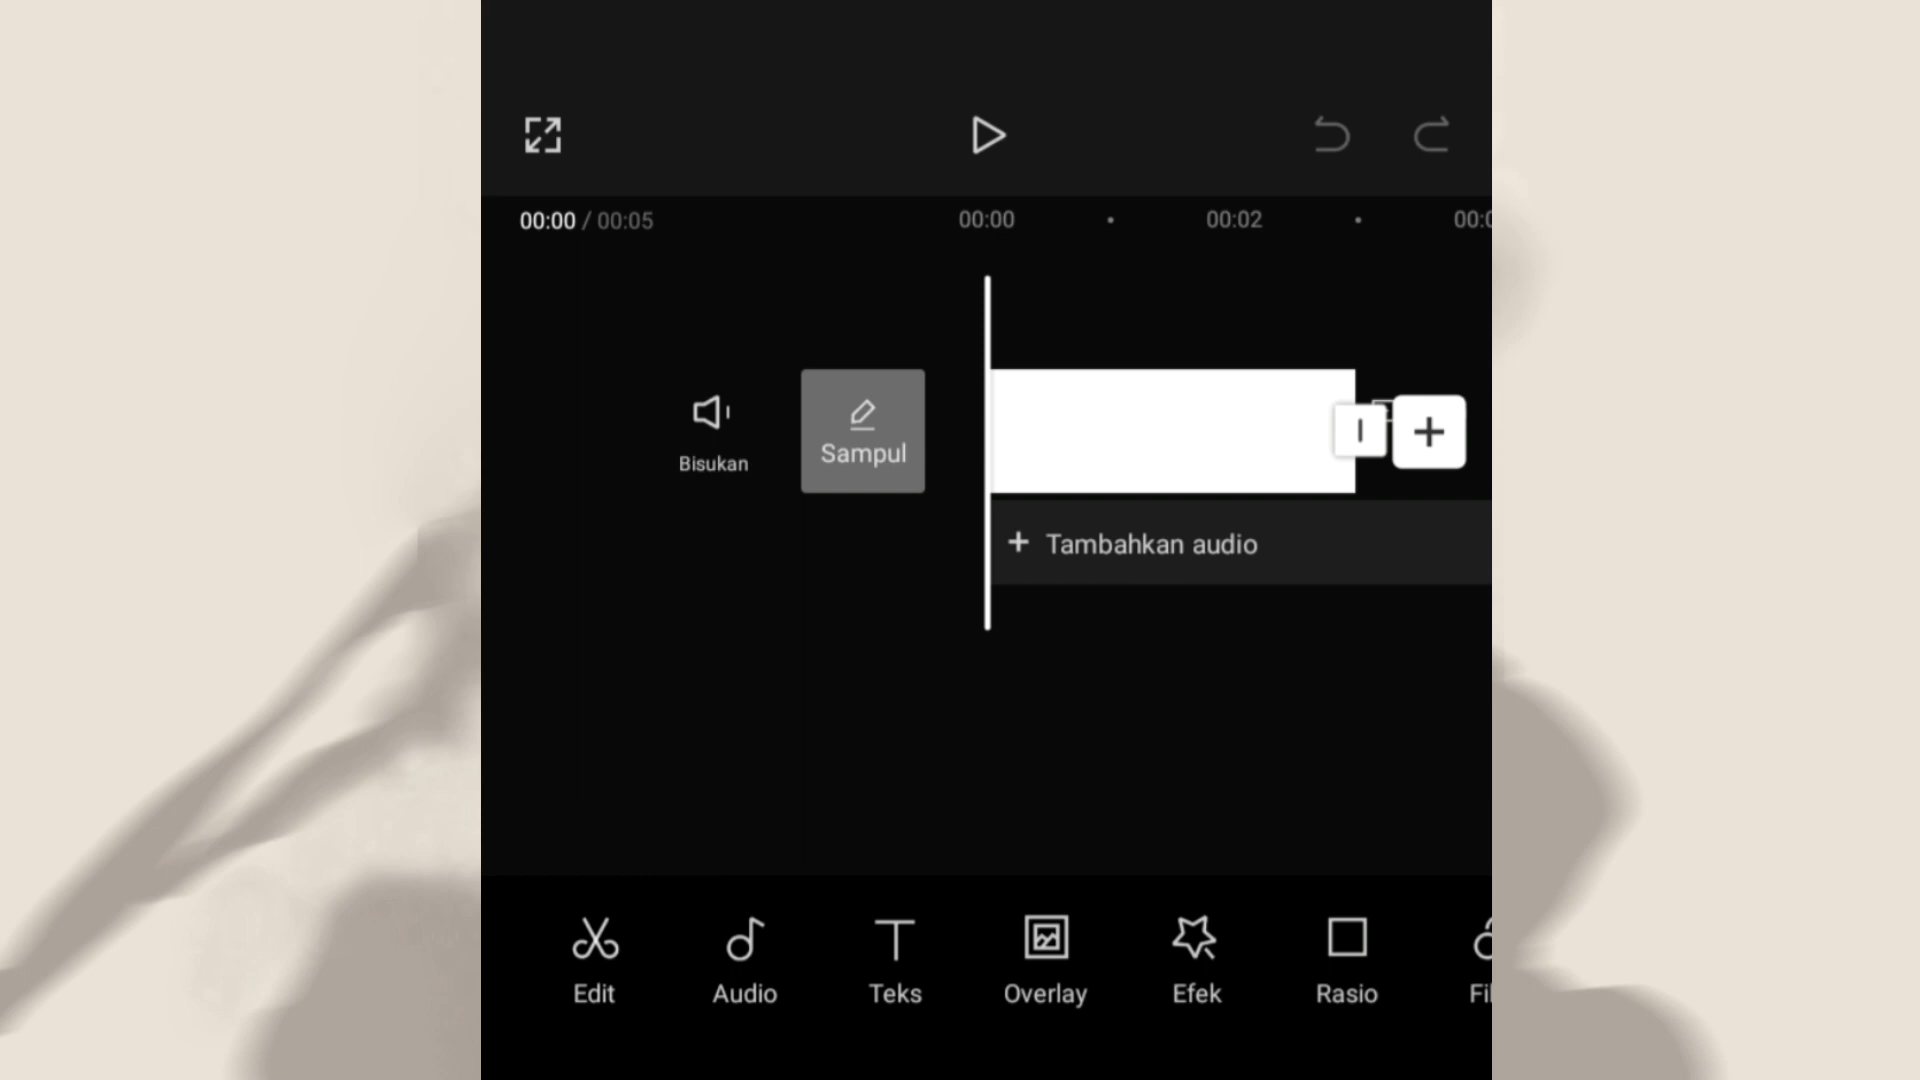 00:00 / 00:05
00:00
00:02
Bisukan
Sampul
Tambahkan audio
Edit
Audio
Teks
Overlay
Efek
Rasio